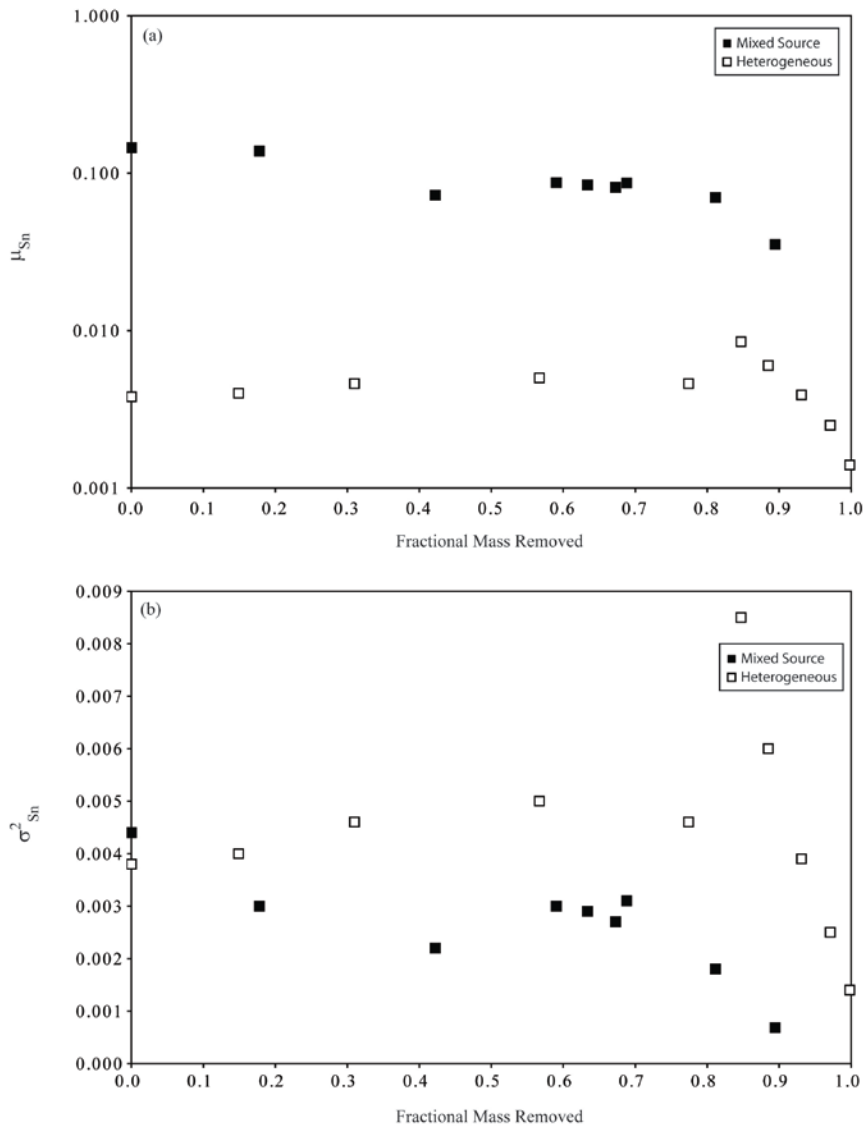 (a)
Mixed Source
Heterogeneous
1.000
0.100
0.010
0.001
μSn
0.0 0.1 0.2 0.3 0.4 0.5 0.6 0.7 0.8 0.9 1.0
Fractional Mass Removed
(b)
Mixed Source
Heterogeneous
0.009
0.008
0.007
0.006
0.005
0.004
0.003
0.002
0.001
0.000
σ²Sn
0.0 0.1 0.2 0.3 0.4 0.5 0.6 0.7 0.8 0.9 1.0
Fractional Mass Removed